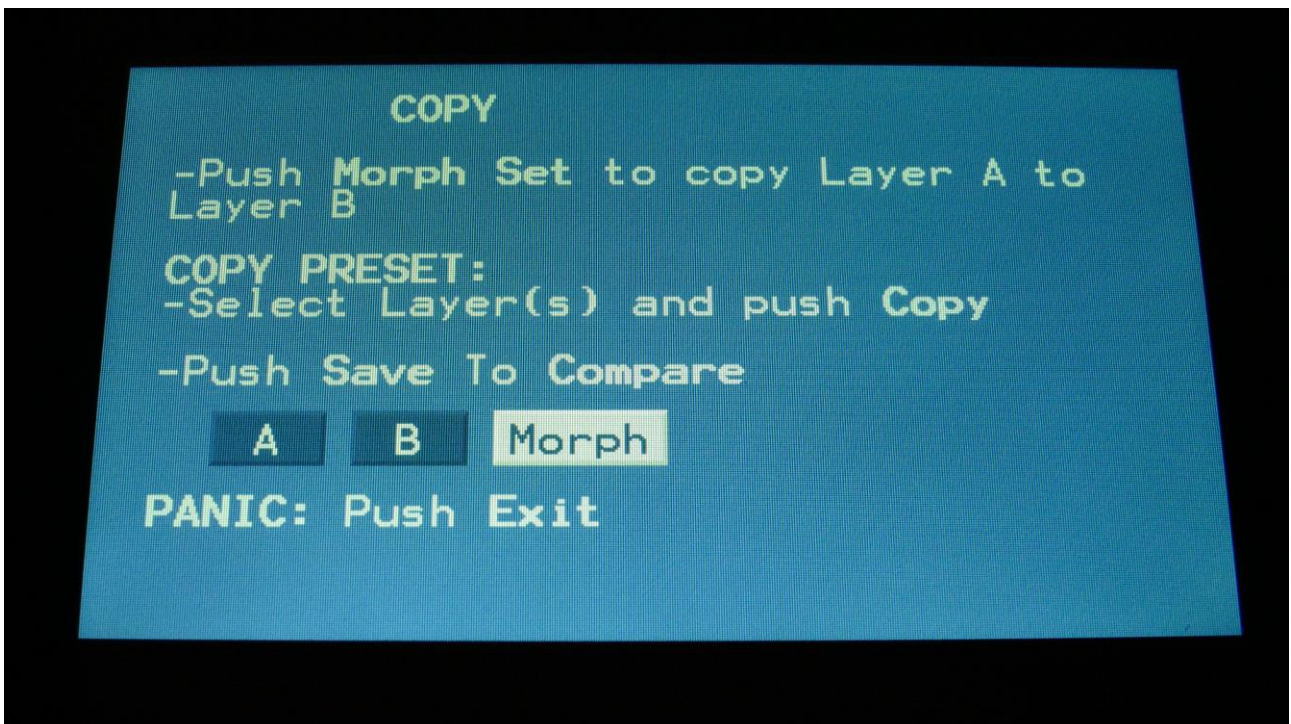 COPY
-Push Morph Set to copy Layer A to
Layer B
COPY PRESET:
-Select Layer(s) and push Copy
-Push Save To Compare
A B Morph
PANIC: Push Exit